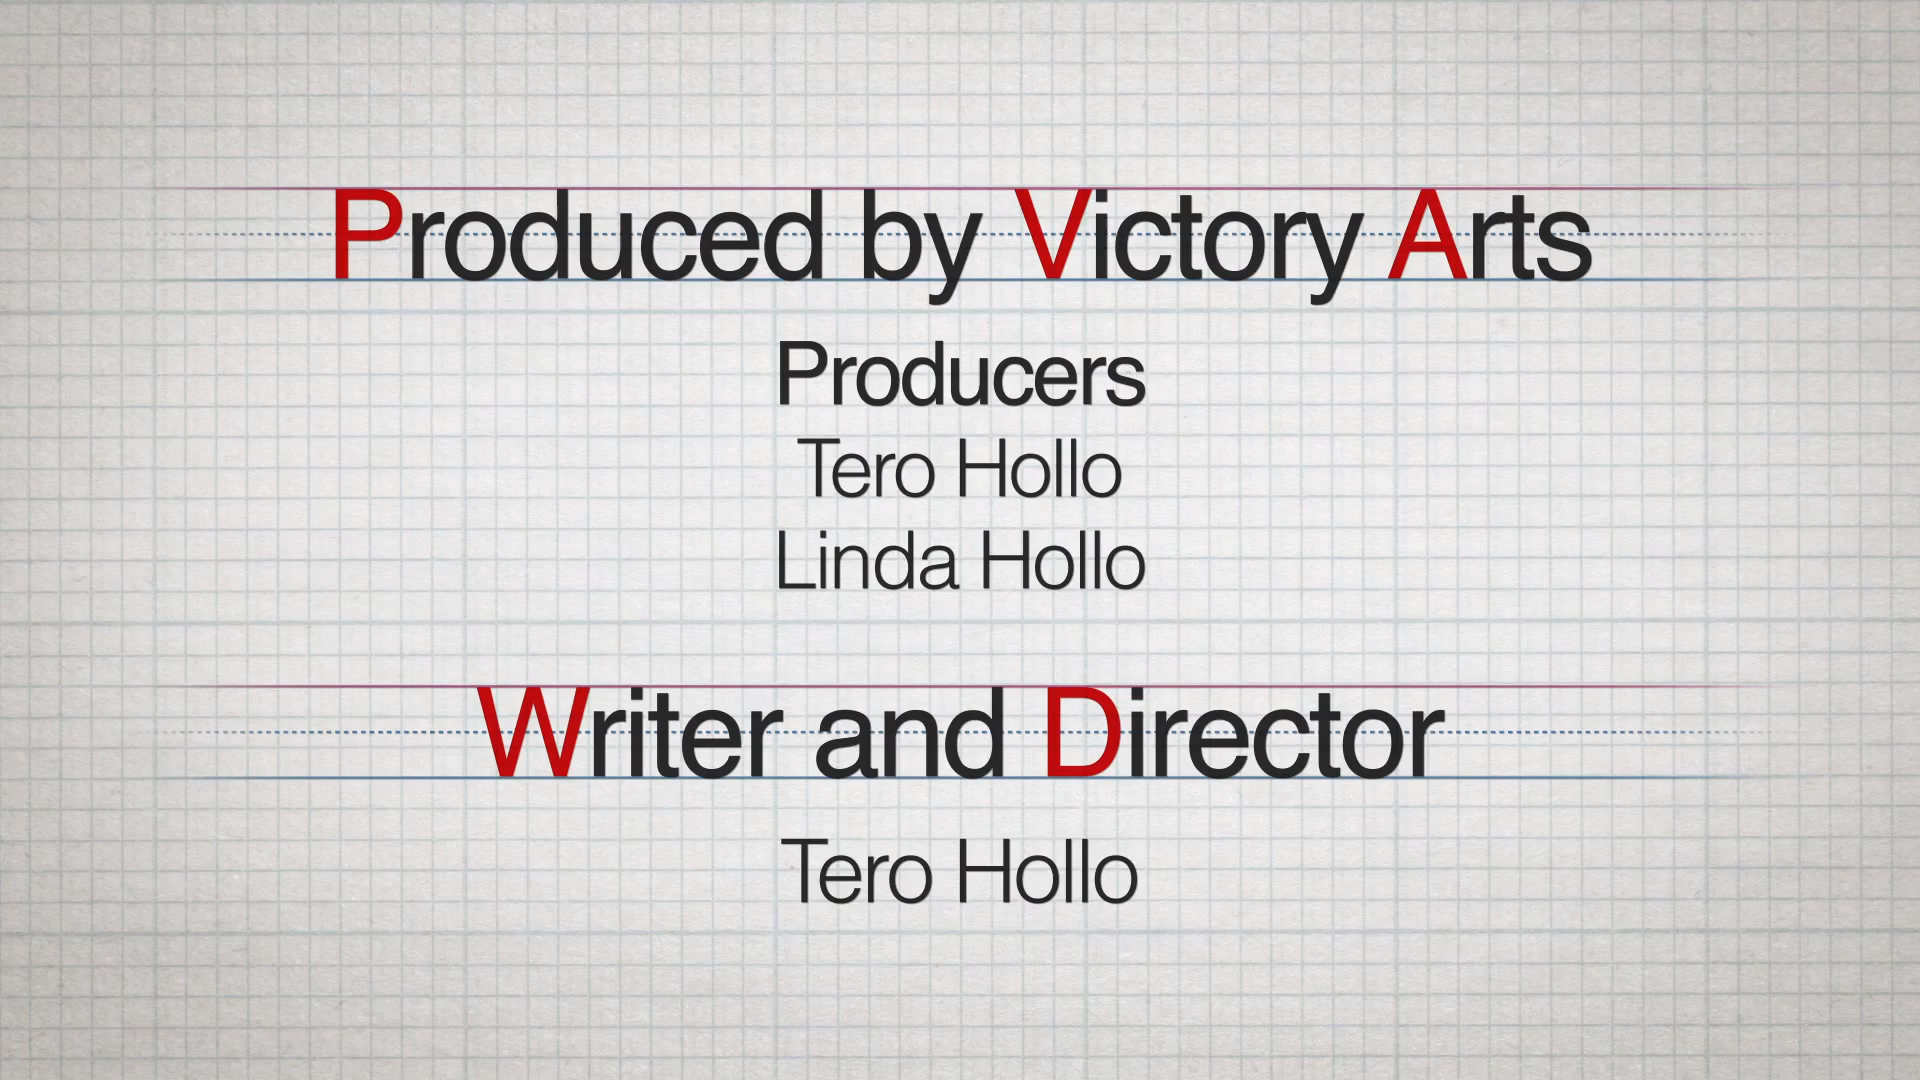 Produced by Victory Arts
Producers
Tero Hollo
Linda Hollo
Writer and Director
Tero Hollo